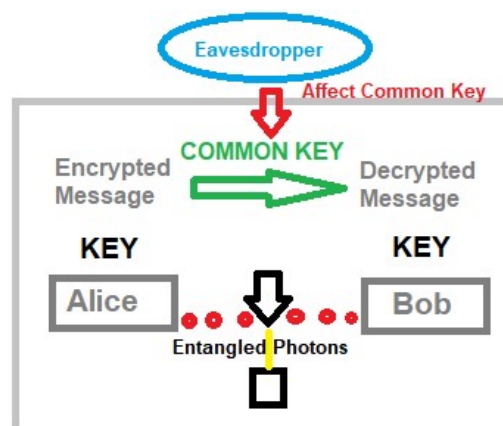 Eavesdropper
Affect Common Key
COMMON KEY
Encrypted
Message
Decrypted
Message
KEY
KEY
Alice
Bob
Entangled Photons